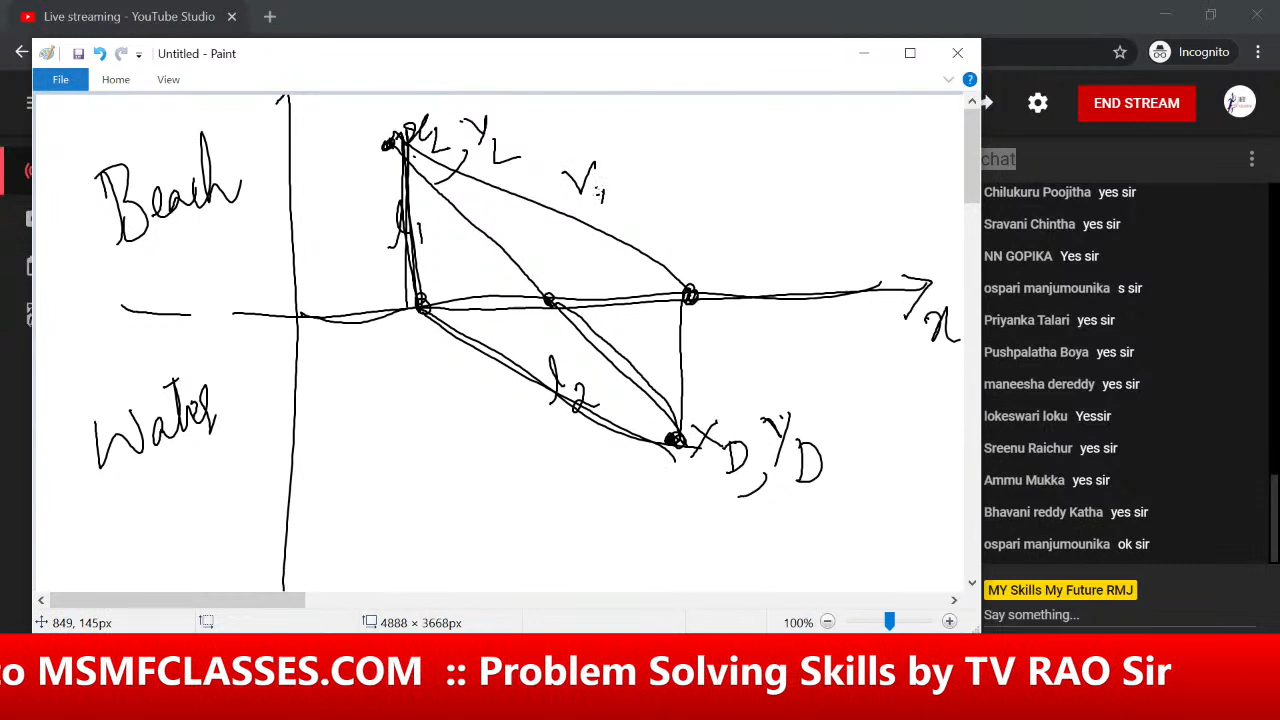 Live streaming - YouTube Studio
Incognito
Untitled - Paint
File Home View
END STREAM
chat
Chilukuru Poojitha yes sir
Sravani Chintha yes sir
NN GOPIKA Yes sir
ospari manjumounika s sir
Priyanka Talari yes sir
Pushpalatha Boya yes sir
maneesha dereddy yes sir
lokeswari loku Yessir
Sreenu Raichur yes sir
Ammu Mukka yes sir
Bhavani reddy Katha yes sir
ospari manjumounika ok sir
MY Skills My Future RMJ
Say something...
Beach
x L, Y L
V1
l1
x
Water
l2
X D, Y D
849, 145px
4888 × 3668px
100%
to MSMFCLASSES.COM :: Problem Solving Skills by TV RAO Sir